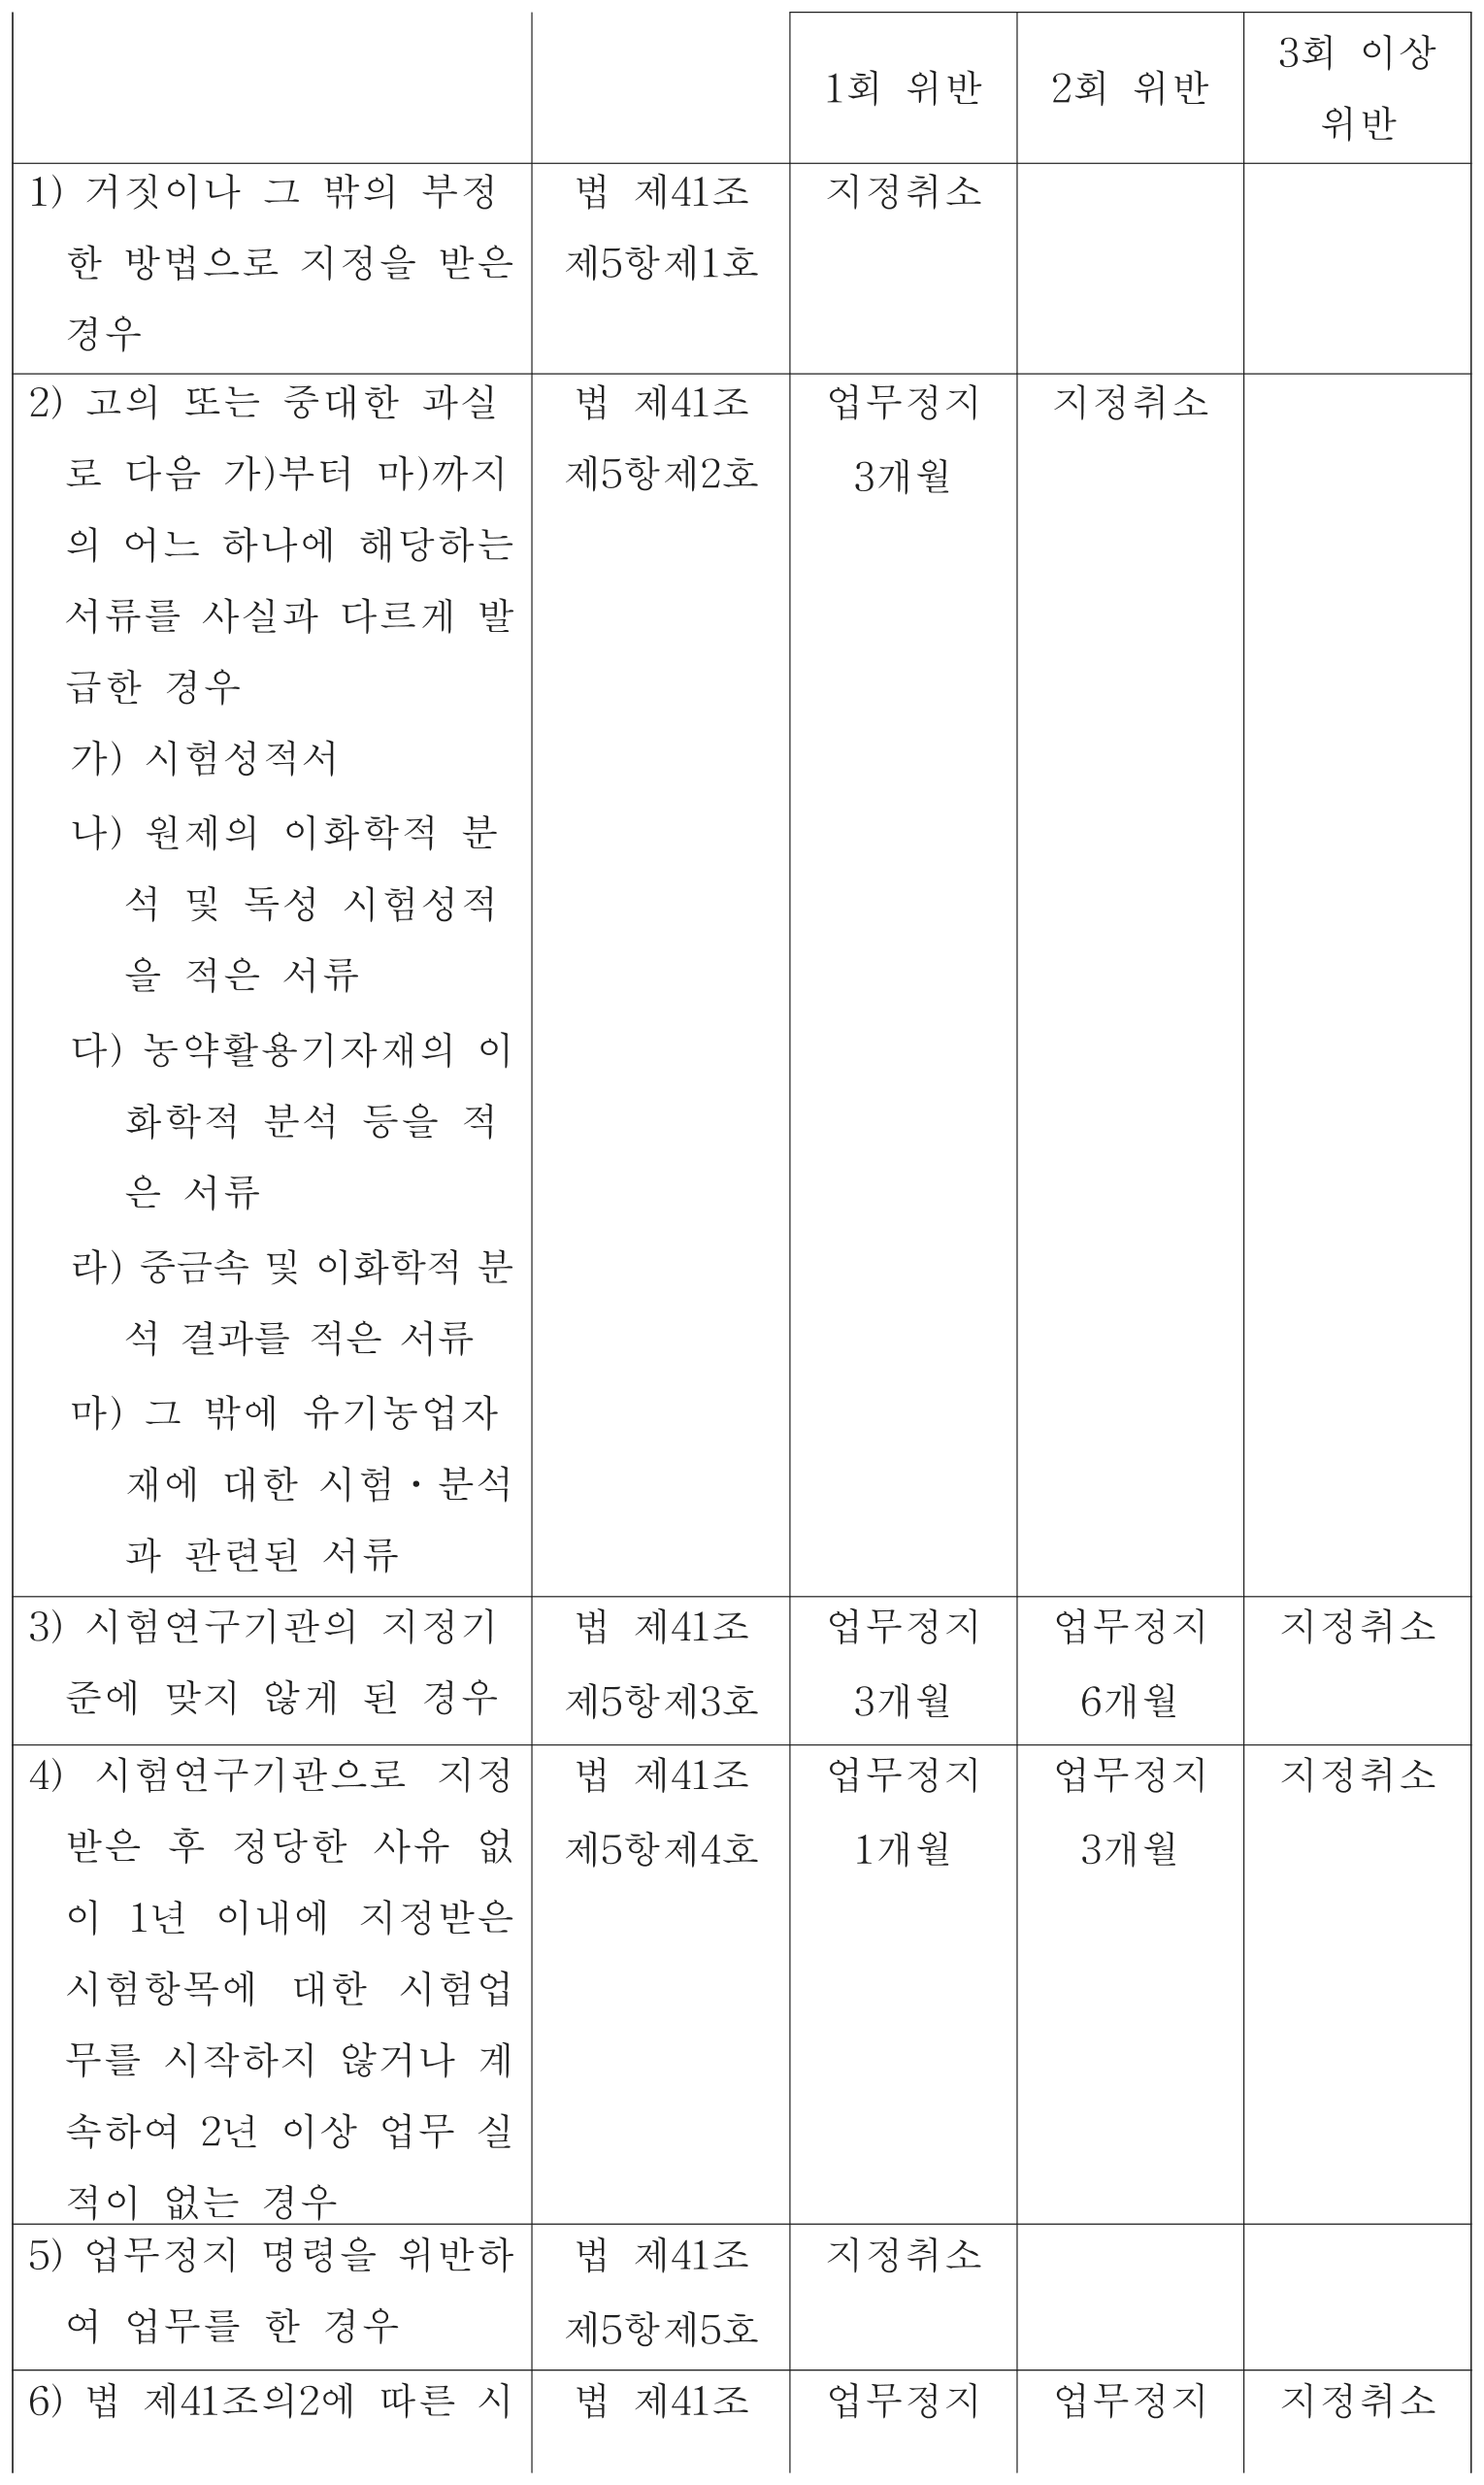 1회 위반
2회 위반
3회 이상
위반
1) 거짓이나 그 밖의 부정
한 방법으로 지정을 받은
경우
법 제41조
제5항제1호
지정취소
2) 고의 또는 중대한 과실
로 다음 가)부터 마)까지
의 어느 하나에 해당하는
서류를 사실과 다르게 발
급한 경우
가) 시험성적서
나) 원제의 이화학적 분
석 및 독성 시험성적
을 적은 서류
다) 농약활용기자재의 이
화학적 분석 등을 적
은 서류
라) 중금속 및 이화학적 분
석 결과를 적은 서류
마) 그 밖에 유기농업자
재에 대한 시험·분석
과 관련된 서류
법 제41조
제5항제2호
업무정지
3개월
지정취소
3) 시험연구기관의 지정기
준에 맞지 않게 된 경우
법 제41조
제5항제3호
업무정지
3개월
업무정지
6개월
지정취소
4) 시험연구기관으로 지정
받은 후 정당한 사유 없
이 1년 이내에 지정받은
시험항목에 대한 시험업
무를 시작하지 않거나 계
속하여 2년 이상 업무 실
적이 없는 경우
법 제41조
제5항제4호
업무정지
1개월
업무정지
3개월
지정취소
5) 업무정지 명령을 위반하
여 업무를 한 경우
법 제41조
제5항제5호
지정취소
6) 법 제41조의2에 따른 시
법 제41조
업무정지
업무정지
지정취소